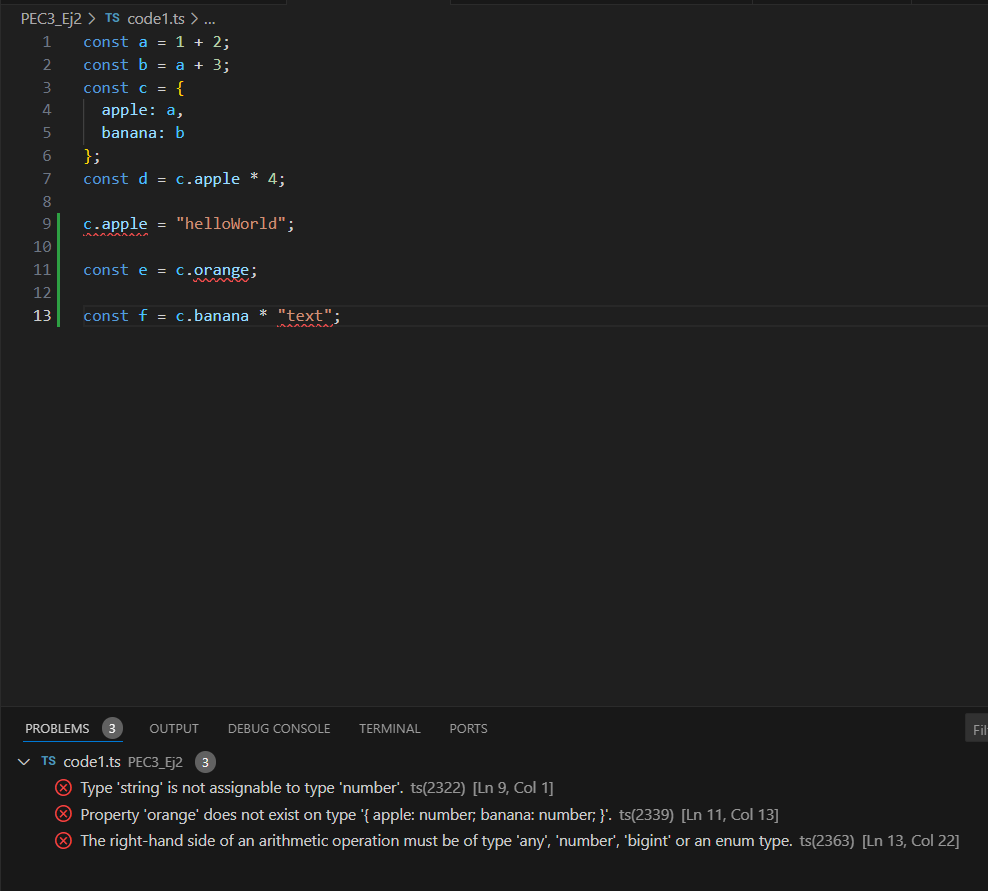 PEC3_Ej2 > TS code1.ts > ...
1 const a = 1 + 2;
2 const b = a + 3;
3 const c = {
4 apple: a,
5 banana: b
6 };
7 const d = c.apple * 4;
8
9 c.apple = "helloWorld";
10
11 const e = c.orange;
12
13 const f = c.banana * "text";
PROBLEMS 3 OUTPUT DEBUG CONSOLE TERMINAL PORTS
TS code1.ts PEC3_Ej2 3
Type 'string' is not assignable to type 'number'. ts(2322) [Ln 9, Col 1]
Property 'orange' does not exist on type '{ apple: number; banana: number; }'. ts(2339) [Ln 11, Col 13]
The right-hand side of an arithmetic operation must be of type 'any', 'number', 'bigint' or an enum type. ts(2363) [Ln 13, Col 22]